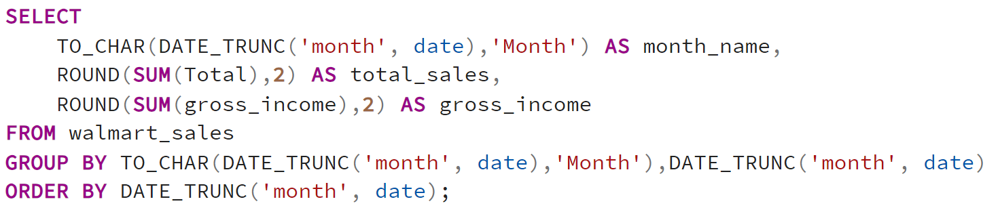 SELECT
    TO_CHAR(DATE_TRUNC('month', date),'Month') AS month_name,
    ROUND(SUM(Total),2) AS total_sales,
    ROUND(SUM(gross_income),2) AS gross_income
FROM walmart_sales
GROUP BY TO_CHAR(DATE_TRUNC('month', date),'Month'),DATE_TRUNC('month', date)
ORDER BY DATE_TRUNC('month', date);